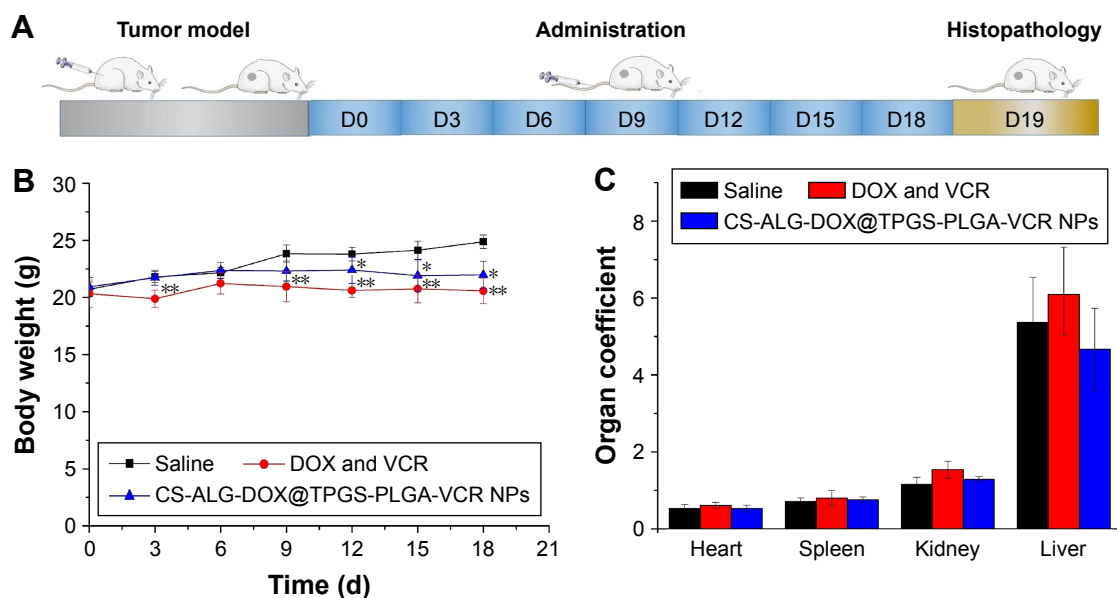 A
Tumor model
Administration
Histopathology
D0 D3 D6 D9 D12 D15 D18 D19
B
Body weight (g)
30
25
20
15
10
5
0
**
**
*
**
*
**
*
**
Saline
DOX and VCR
CS-ALG-DOX@TPGS-PLGA-VCR NPs
0 3 6 9 12 15 18 21
Time (d)
C
Saline
DOX and VCR
CS-ALG-DOX@TPGS-PLGA-VCR NPs
Organ coefficient
8
6
4
2
0
Heart Spleen Kidney Liver